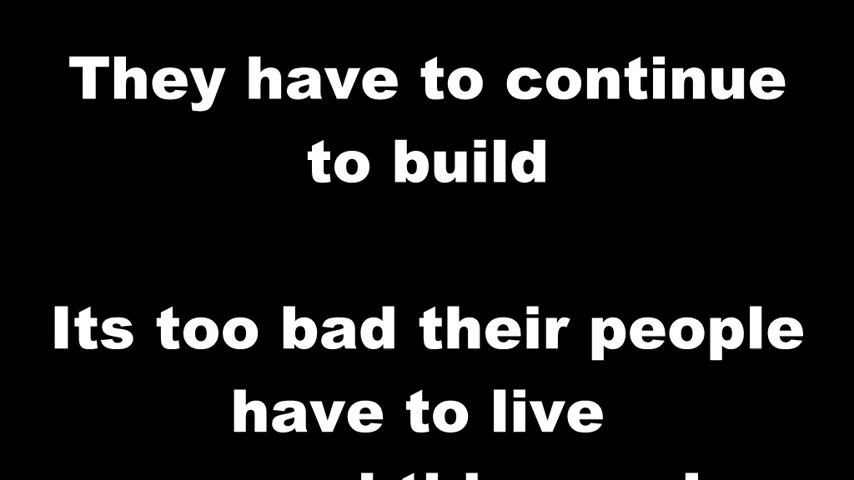 They have to continue
to build
Its too bad their people
have to live